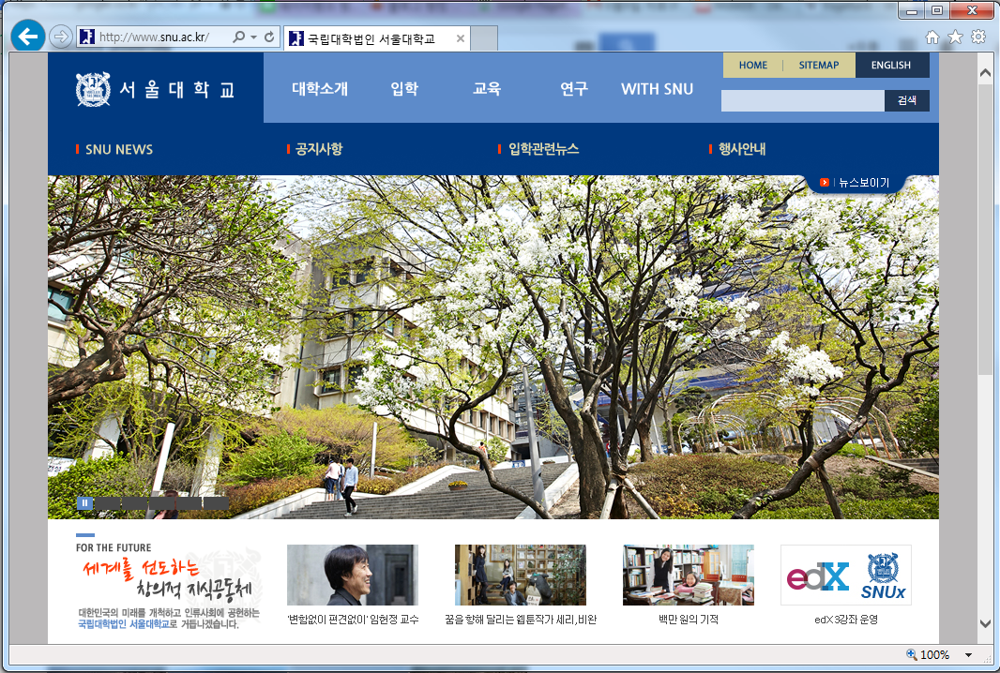 http://www.snu.ac.kr/
국립대학법인 서울대학교
HOME
SITEMAP
ENGLISH
서울대학교
대학소개
입학
교육
연구
WITH SNU
검색
SNU NEWS
공지사항
입학관련뉴스
행사안내
뉴스보이기
FOR THE FUTURE
세계를 선도하는
창의적 지식공동체
대한민국의 미래를 개척하고 인류사회에 공헌하는
국립대학법인 서울대학교로 거듭나겠습니다.
edX
SNUx
'변함없이 편견없이' 임현정 교수
꿈을 향해 달리는 웹툰작가 세리,비완
백만 원의 기적
edX 3강좌 운영
100%